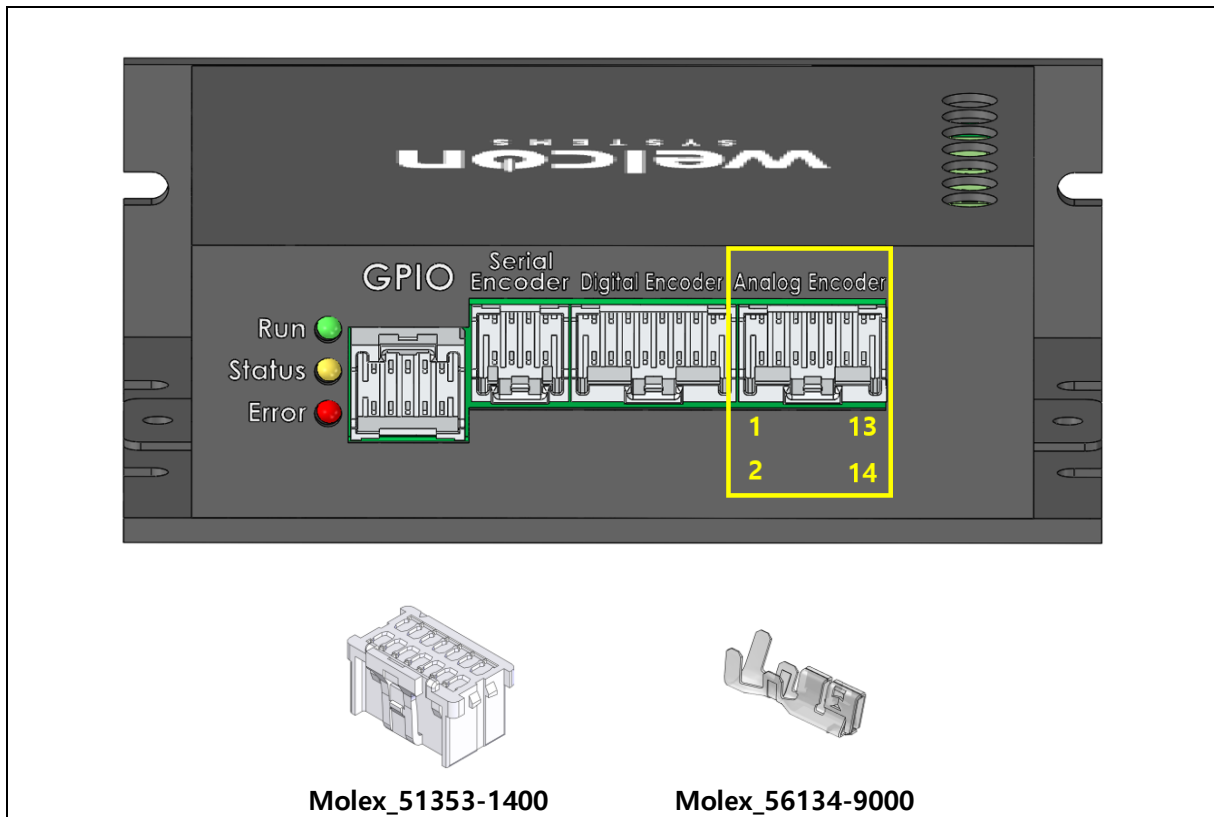 welcon
SYSTEMS
GPIO
Serial
Encoder
Digital Encoder
Analog Encoder
Run
Status
Error
1 13
2 14
Molex_51353-1400
Molex_56134-9000